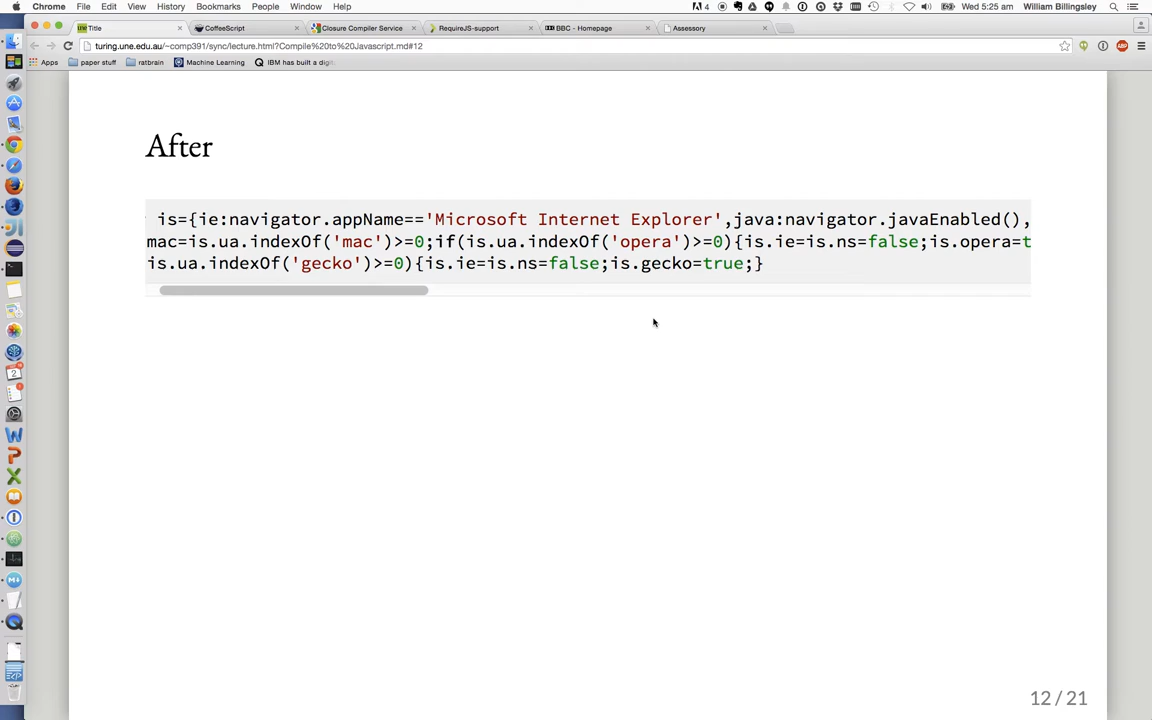 Chrome File Edit View History Bookmarks People Window Help 4 Wed 5:25 am William Billingsley
Title CoffeeScript Closure Compiler Service RequireJS-support BBC - Homepage Assessory
turing.une.edu.au/~comp391/sync/lecture.html?Compile%20to%20Javascript.md#12
Apps paper stuff ratbrain Machine Learning IBM has built a digit
After
is={ie:navigator.appName=='Microsoft Internet Explorer',java:navigator.javaEnabled(),
mac=is.ua.indexOf('mac')>=0;if(is.ua.indexOf('opera')>=0){is.ie=is.ns=false;is.opera=t
is.ua.indexOf('gecko')>=0){is.ie=is.ns=false;is.gecko=true;}
12 / 21